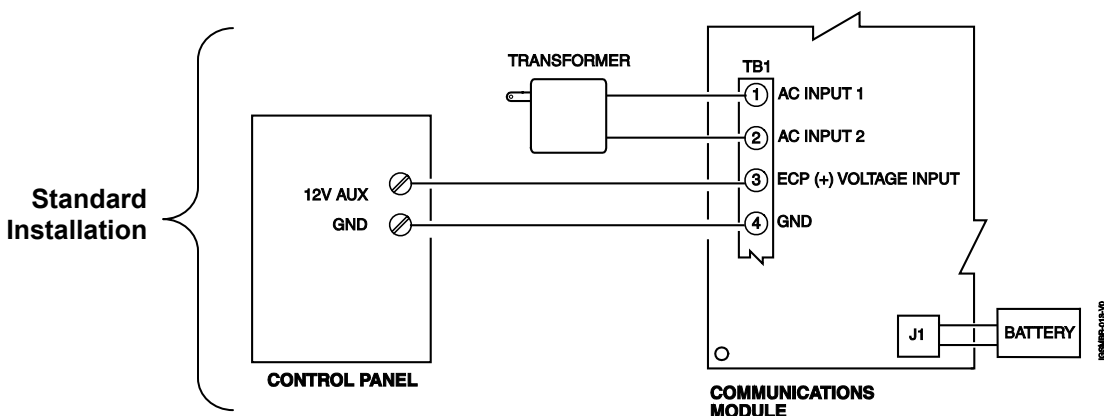 Standard
Installation
TRANSFORMER
TB1
1 AC INPUT 1
2 AC INPUT 2
12V AUX
3 ECP (+) VOLTAGE INPUT
GND
4 GND
J1
BATTERY
CONTROL PANEL
COMMUNICATIONS
MODULE